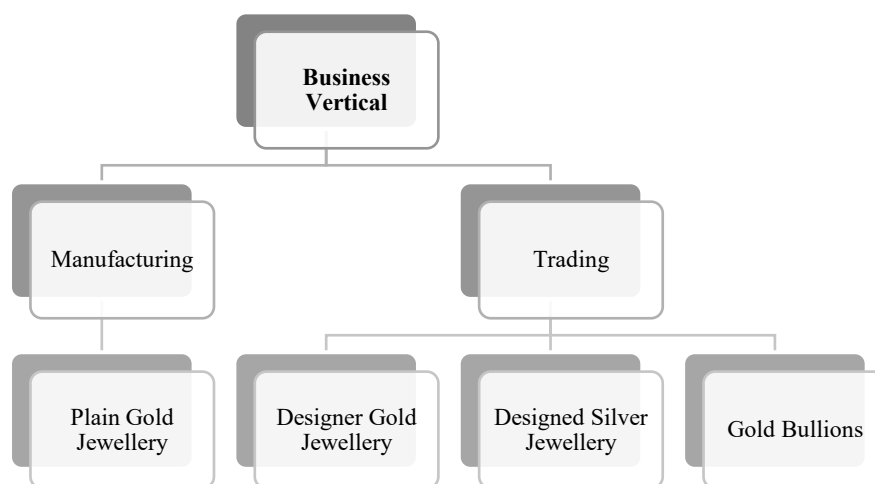 Business
Vertical
Manufacturing
Trading
Plain Gold
Jewellery
Designer Gold
Jewellery
Designed Silver
Jewellery
Gold Bullions